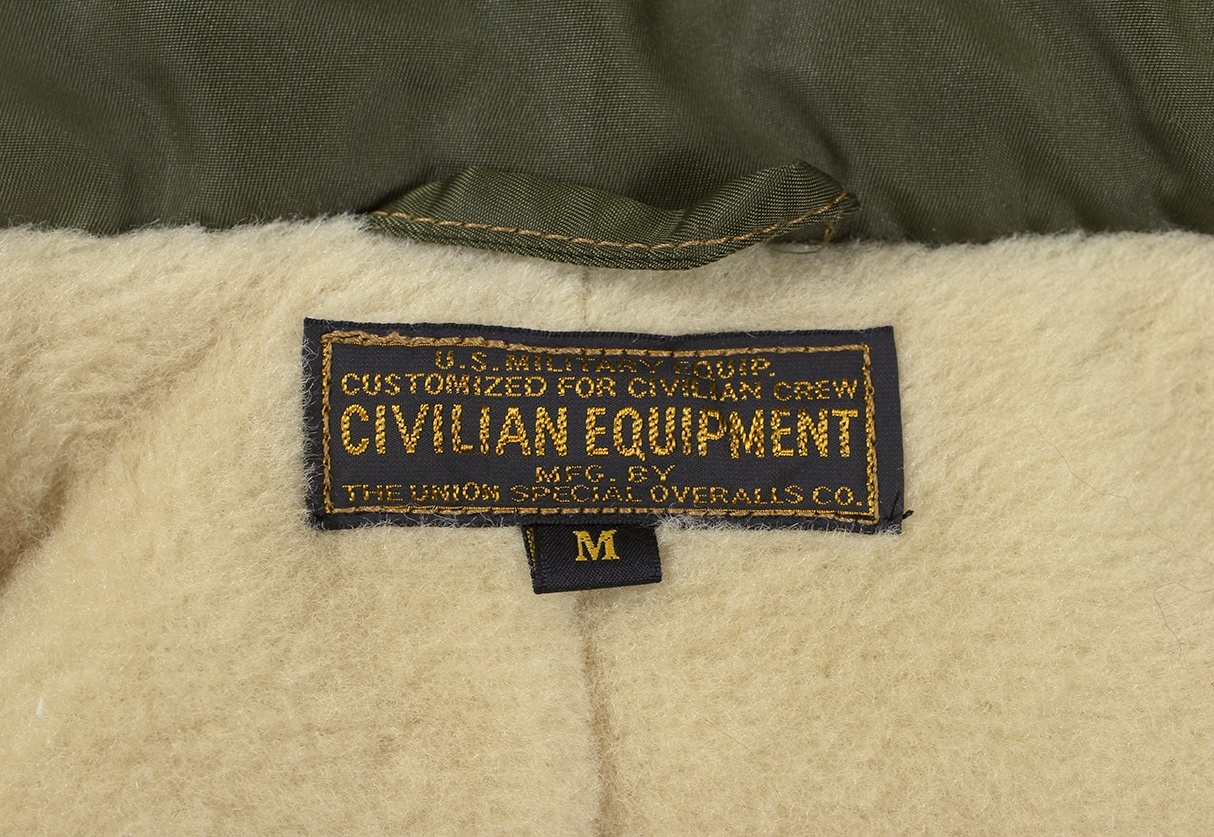 U.S. MILITARY EQUIP.
CUSTOMIZED FOR CIVILIAN CREW
CIVILIAN EQUIPMENT
MFG. BY
THE UNION SPECIAL OVERALLS CO.
M